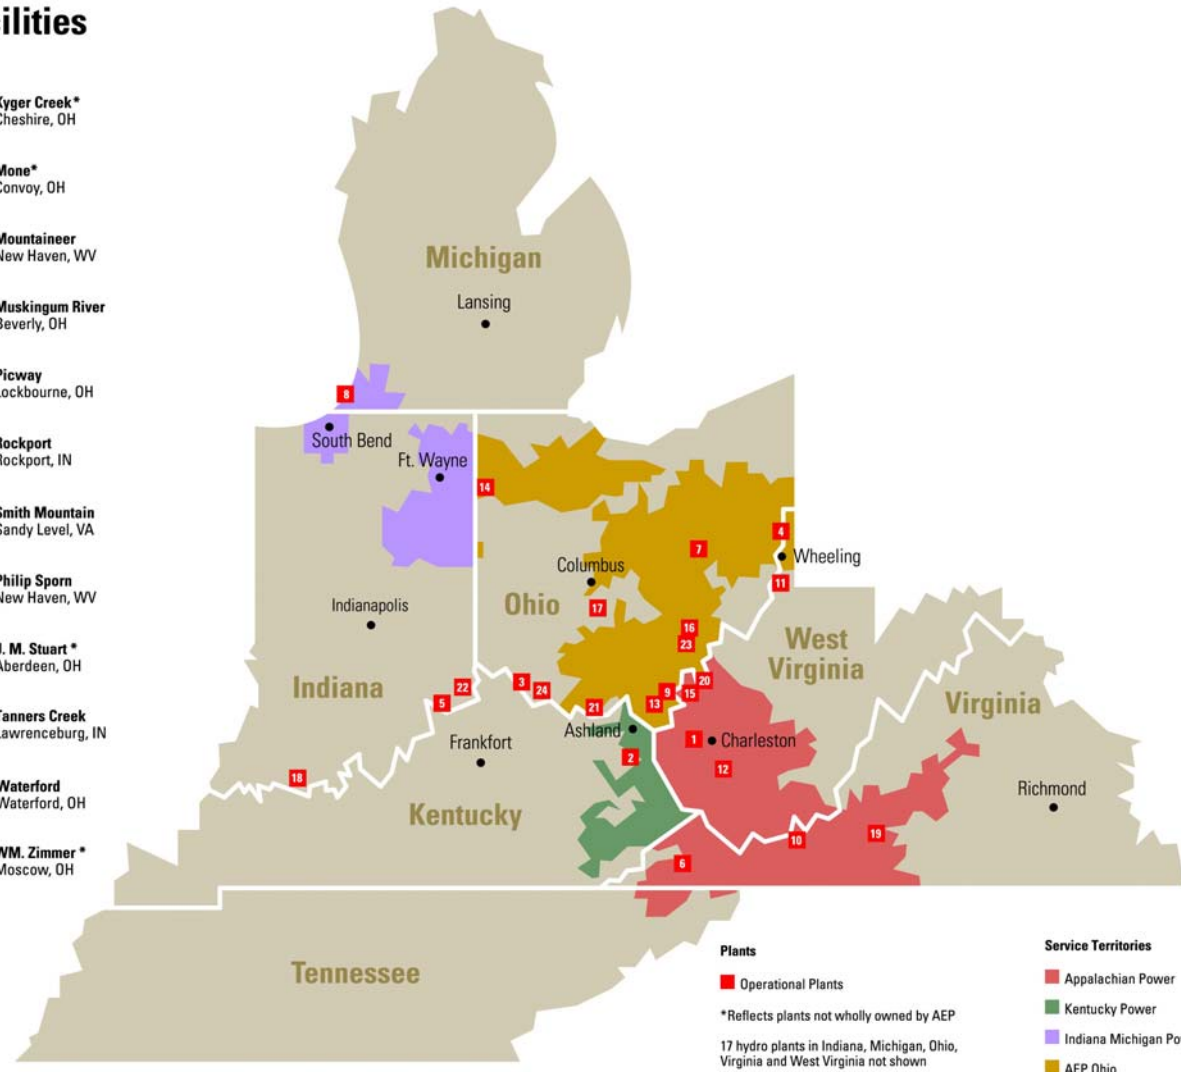 ilities
Kyger Creek*
Cheshire, OH
Mone*
Convoy, OH
Mountaineer
New Haven, WV
Muskingum River
Beverly, OH
Picway
Lockbourne, OH
Rockport
Rockport, IN
Smith Mountain
Sandy Level, VA
Philip Sporn
New Haven, WV
J. M. Stuart *
Aberdeen, OH
Tanners Creek
Lawrenceburg, IN
Waterford
Waterford, OH
WM. Zimmer *
Moscow, OH
Michigan
Lansing
8
South Bend
Ft. Wayne
14
4
7
Wheeling
Columbus
11
Indianapolis
Ohio
17
16
23
West
Virginia
Indiana
22
3
24
20
9
15
5
21
13
Virginia
Ashland
Frankfort
1
Charleston
2
12
18
Richmond
Kentucky
19
10
6
Tennessee
Plants
Operational Plants
*Reflects plants not wholly owned by AEP
17 hydro plants in Indiana, Michigan, Ohio,
Virginia and West Virginia not shown
Service Territories
Appalachian Power
Kentucky Power
Indiana Michigan Po
AEP Ohio